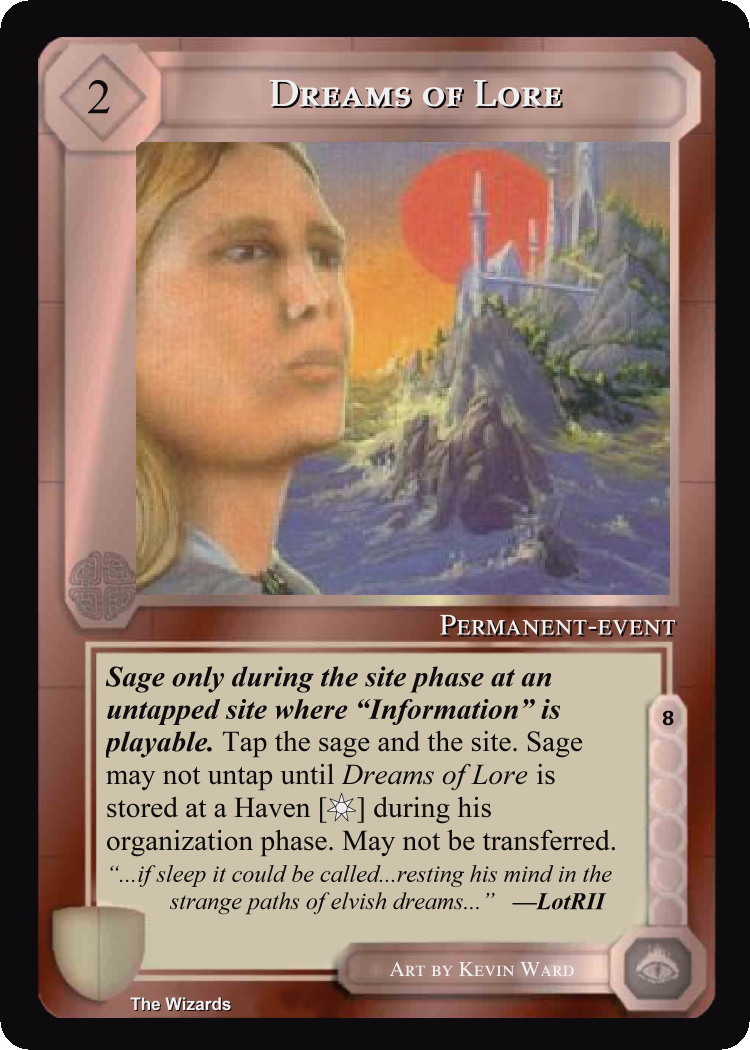 2
DREAMS OF LORE
PERMANENT-EVENT
Sage only during the site phase at an
untapped site where “Information” is
playable. Tap the sage and the site. Sage
may not untap until Dreams of Lore is
stored at a Haven [ ] during his
organization phase. May not be transferred.
“...if sleep it could be called...resting his mind in the
strange paths of elvish dreams...” —LotRII
8
ART BY KEVIN WARD
The Wizards